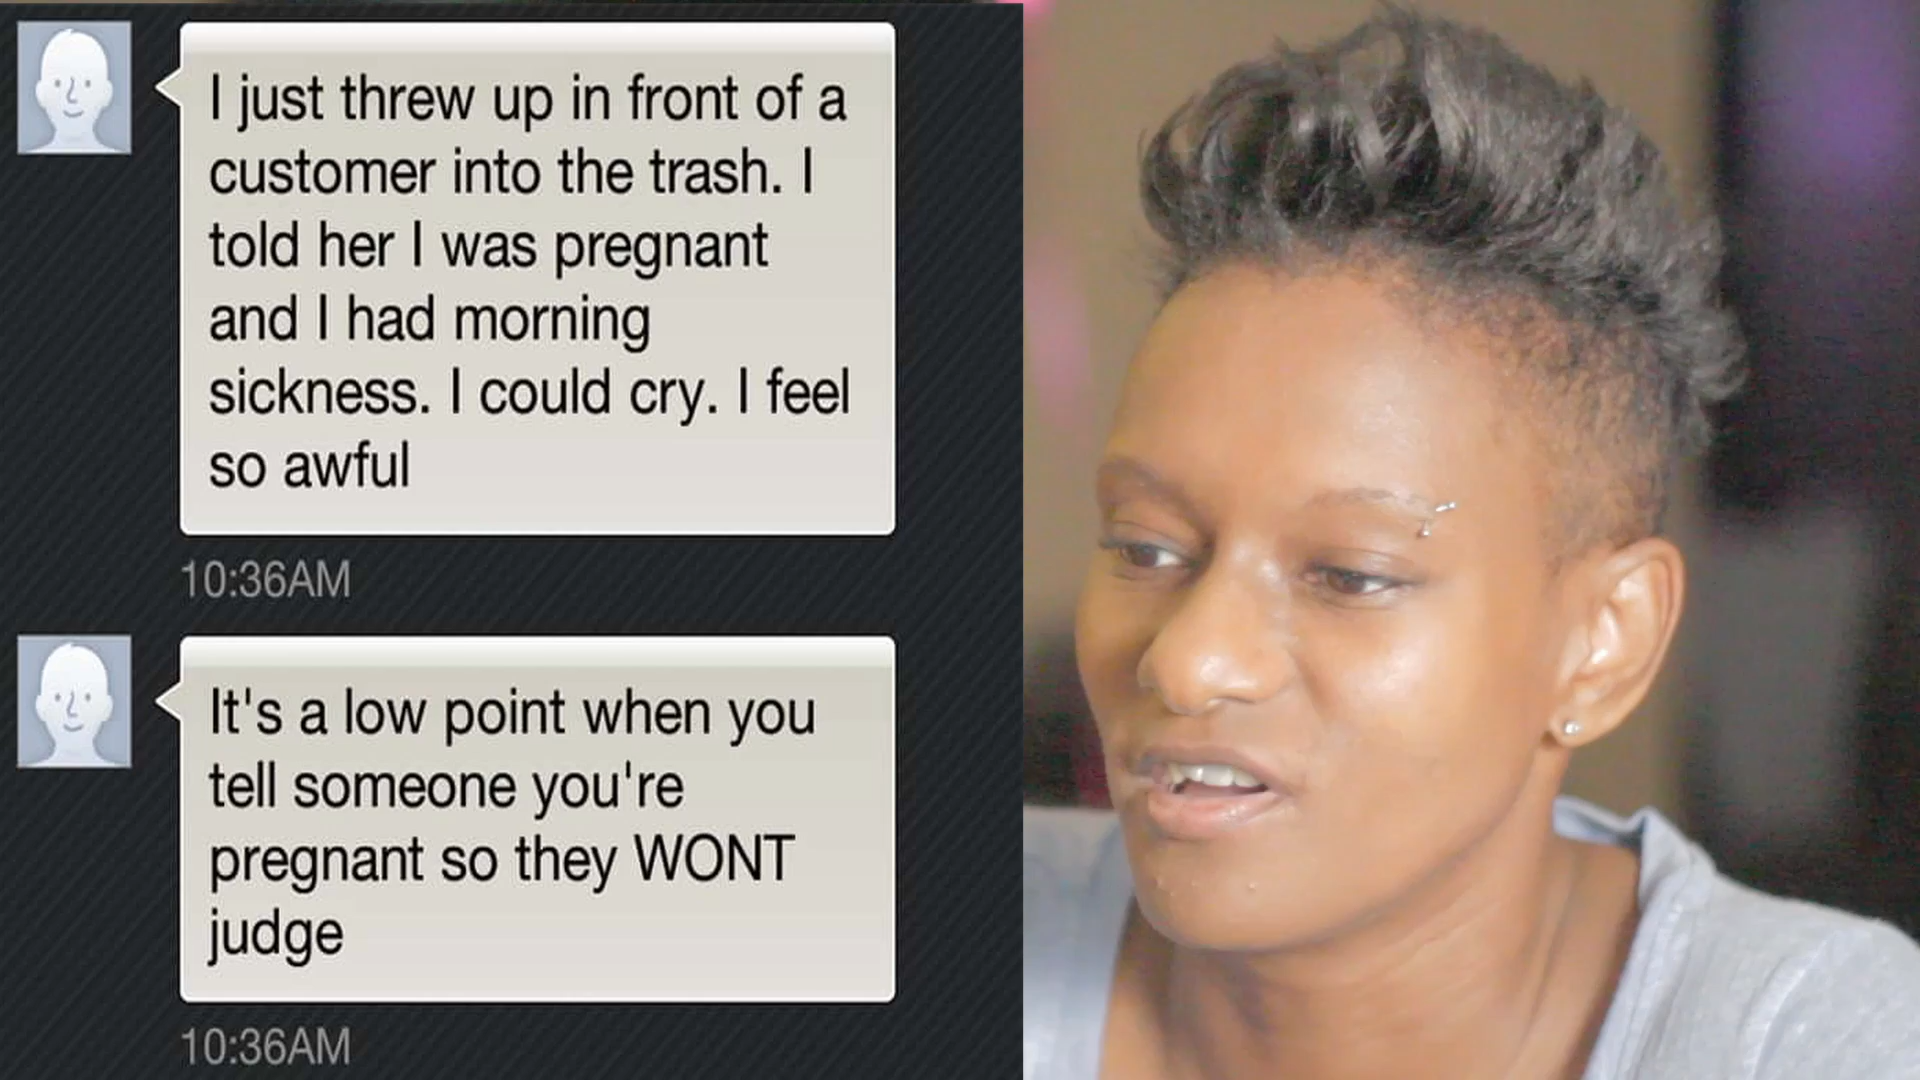 I just threw up in front of a
customer into the trash. I
told her I was pregnant
and I had morning
sickness. I could cry. I feel
so awful
10:36AM
It's a low point when you
tell someone you're
pregnant so they WONT
judge
10:36AM